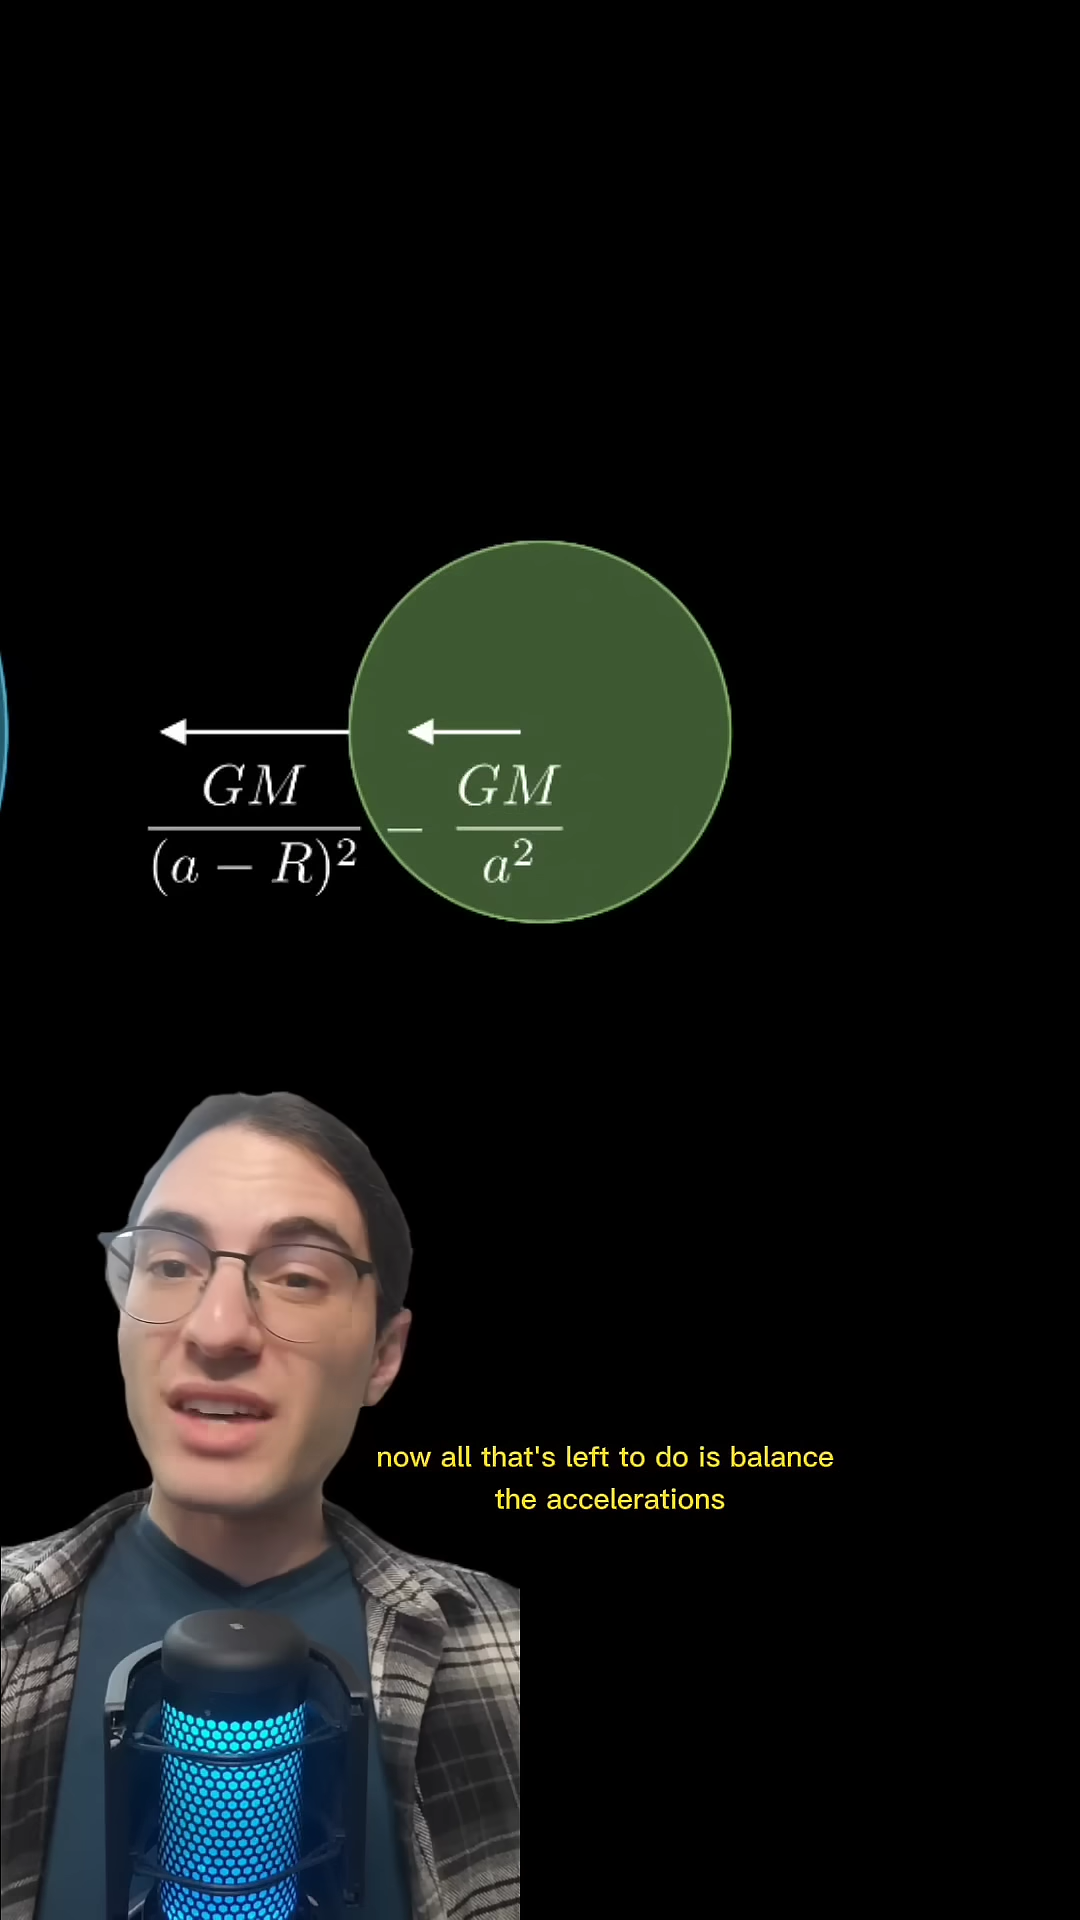 GM GM
(a − R)² − a²
now all that's left to do is balance
the accelerations